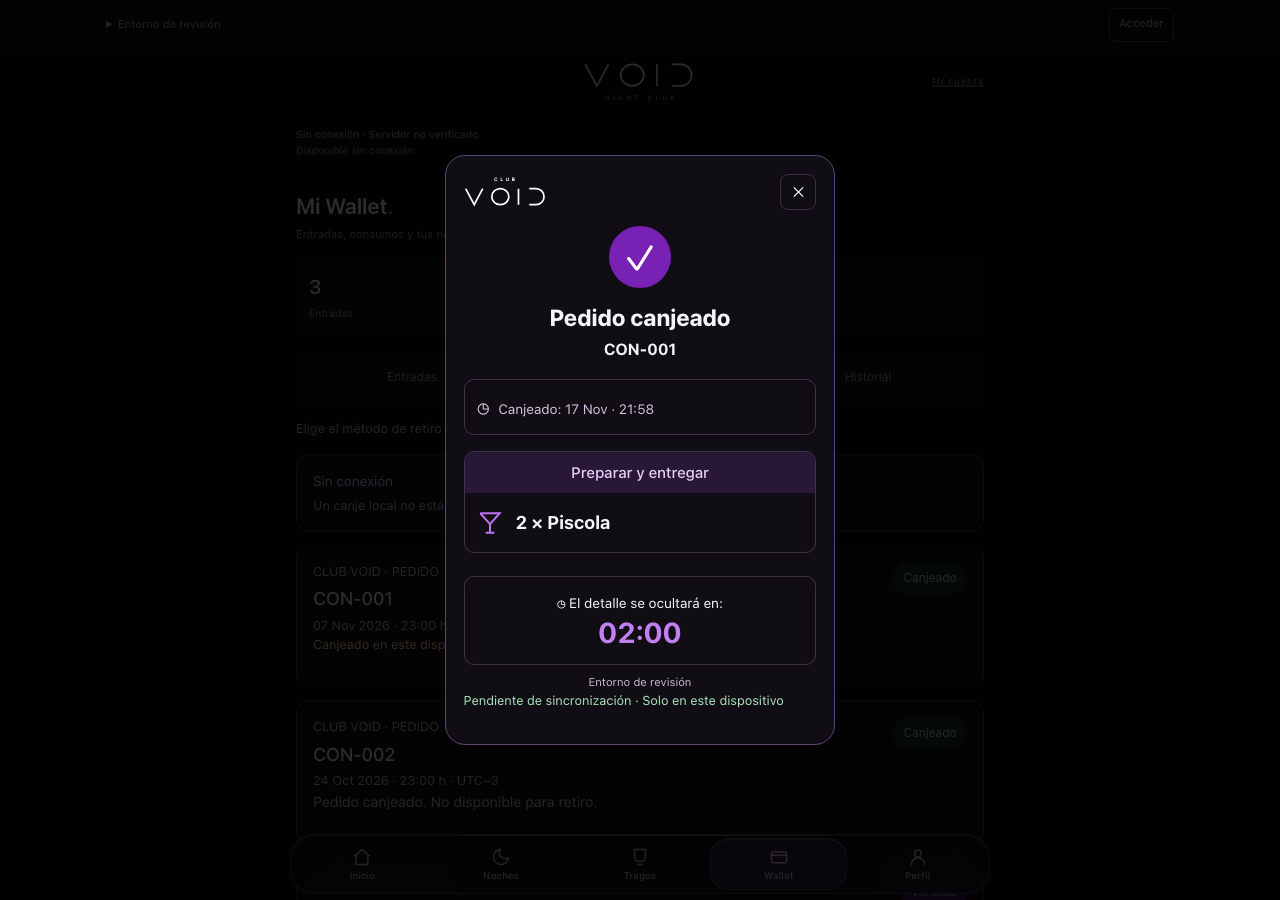 ▶ Entorno de revisión
Acceder
VOID
NIGHT CLUB
Mi cuenta
Sin conexión · Servidor no verificado
Disponible sin conexión
Mi Wallet.
Entradas, consumos y tus
3
Entradas
Entradas
Historial
Elige el método de retiro
Sin conexión
Un canje local no está
CLUB VOID · PEDIDO
CON-001
07 Nov 2026 · 23:00 h
Canjeado en este disp
Canjeado
CLUB VOID · PEDIDO
CON-002
24 Oct 2026 · 23:00 h · UTC−3
Pedido canjeado. No disponible para retiro.
Canjeado
CLUB
VOID
Pedido canjeado
CON-001
Canjeado: 17 Nov · 21:58
Preparar y entregar
2 × Piscola
El detalle se ocultará en:
02:00
Entorno de revisión
Pendiente de sincronización · Solo en este dispositivo
Inicio
Noches
Tragos
Wallet
Perfil